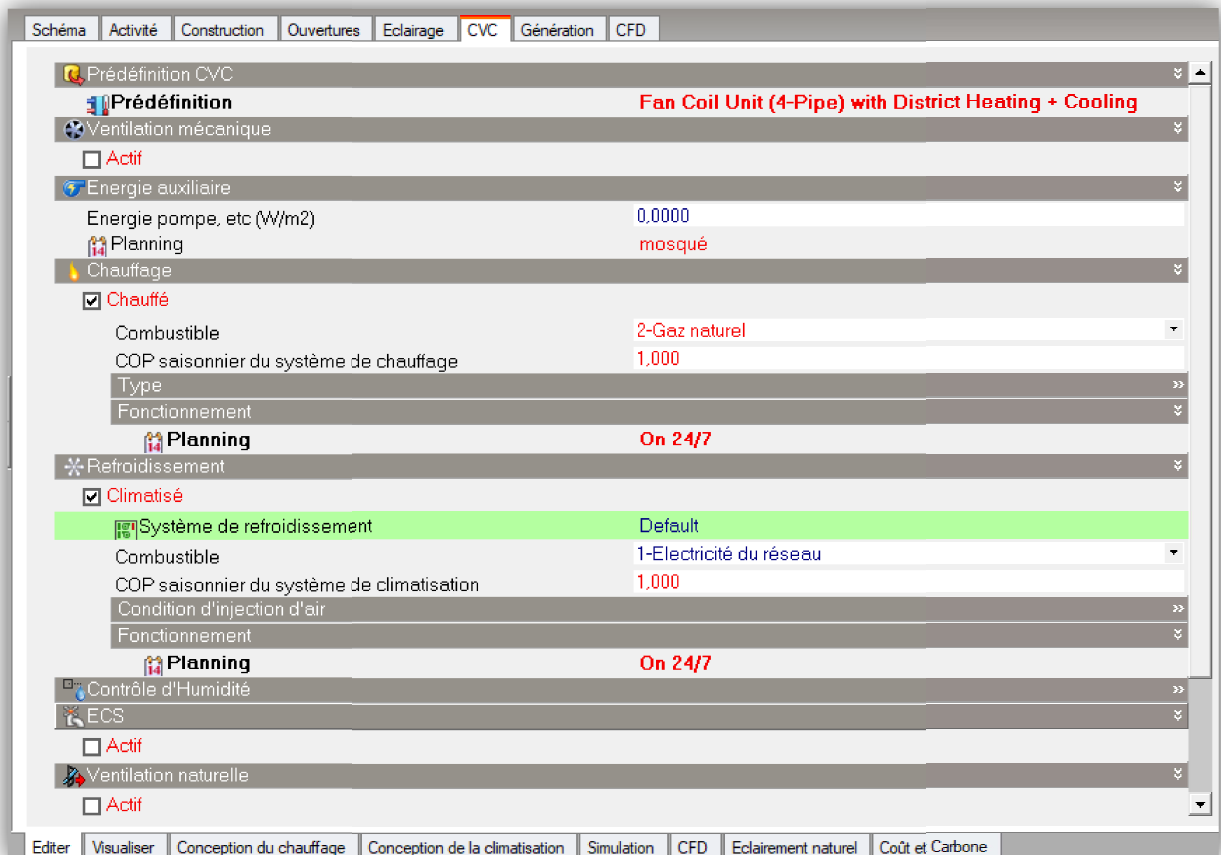 Schéma Activité Construction Ouvertures Eclairage CVC Génération CFD
Prédéfinition CVC
Prédéfinition Fan Coil Unit (4-Pipe) with District Heating + Cooling
Ventilation mécanique
Actif
Energie auxiliaire
Energie pompe, etc (W/m2) 0,0000
Planning mosqué
Chauffage
Chauffé
Combustible 2-Gaz naturel
COP saisonnier du système de chauffage 1,000
Type
Fonctionnement
Planning On 24/7
Refroidissement
Climatisé
Système de refroidissement Default
Combustible 1-Electricité du réseau
COP saisonnier du système de climatisation 1,000
Condition d'injection d'air
Fonctionnement
Planning On 24/7
Contrôle d'Humidité
ECS
Actif
Ventilation naturelle
Actif
Editer Visualiser Conception du chauffage Conception de la climatisation Simulation CFD Eclairement naturel Coût et Carbone